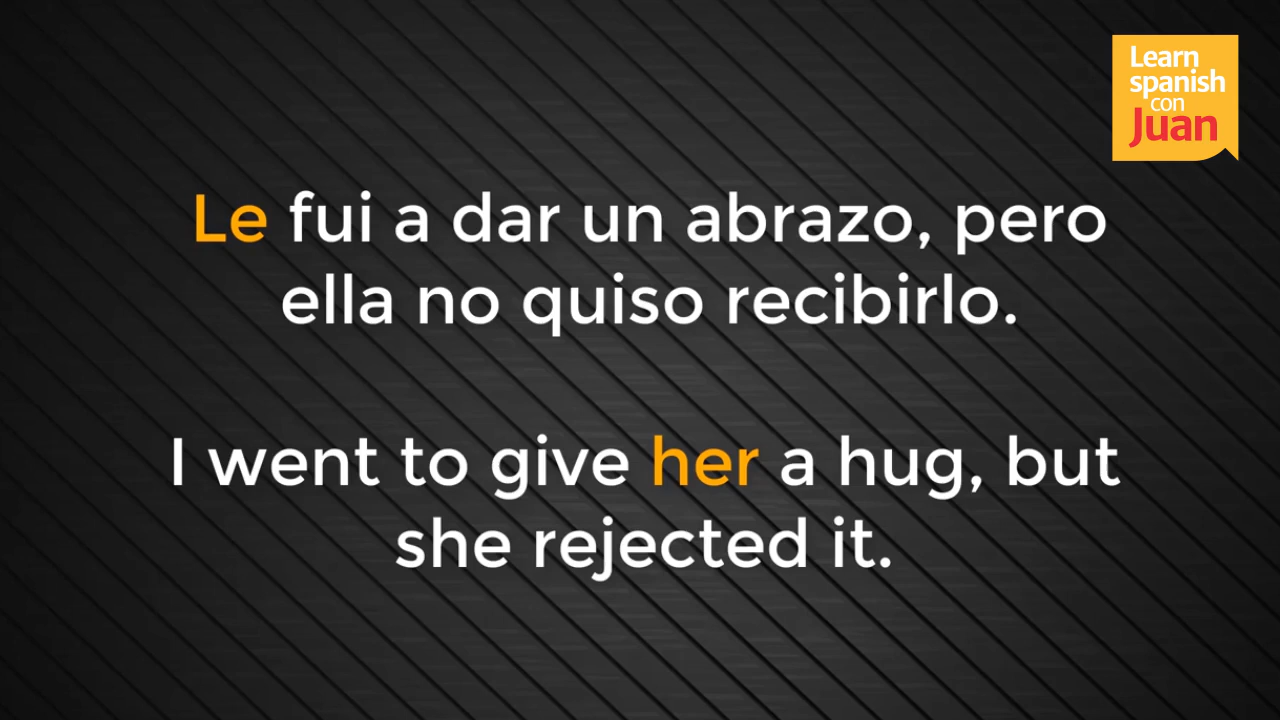 Learn
spanish
con
Juan
Le fui a dar un abrazo, pero
ella no quiso recibirlo.
I went to give her a hug, but
she rejected it.